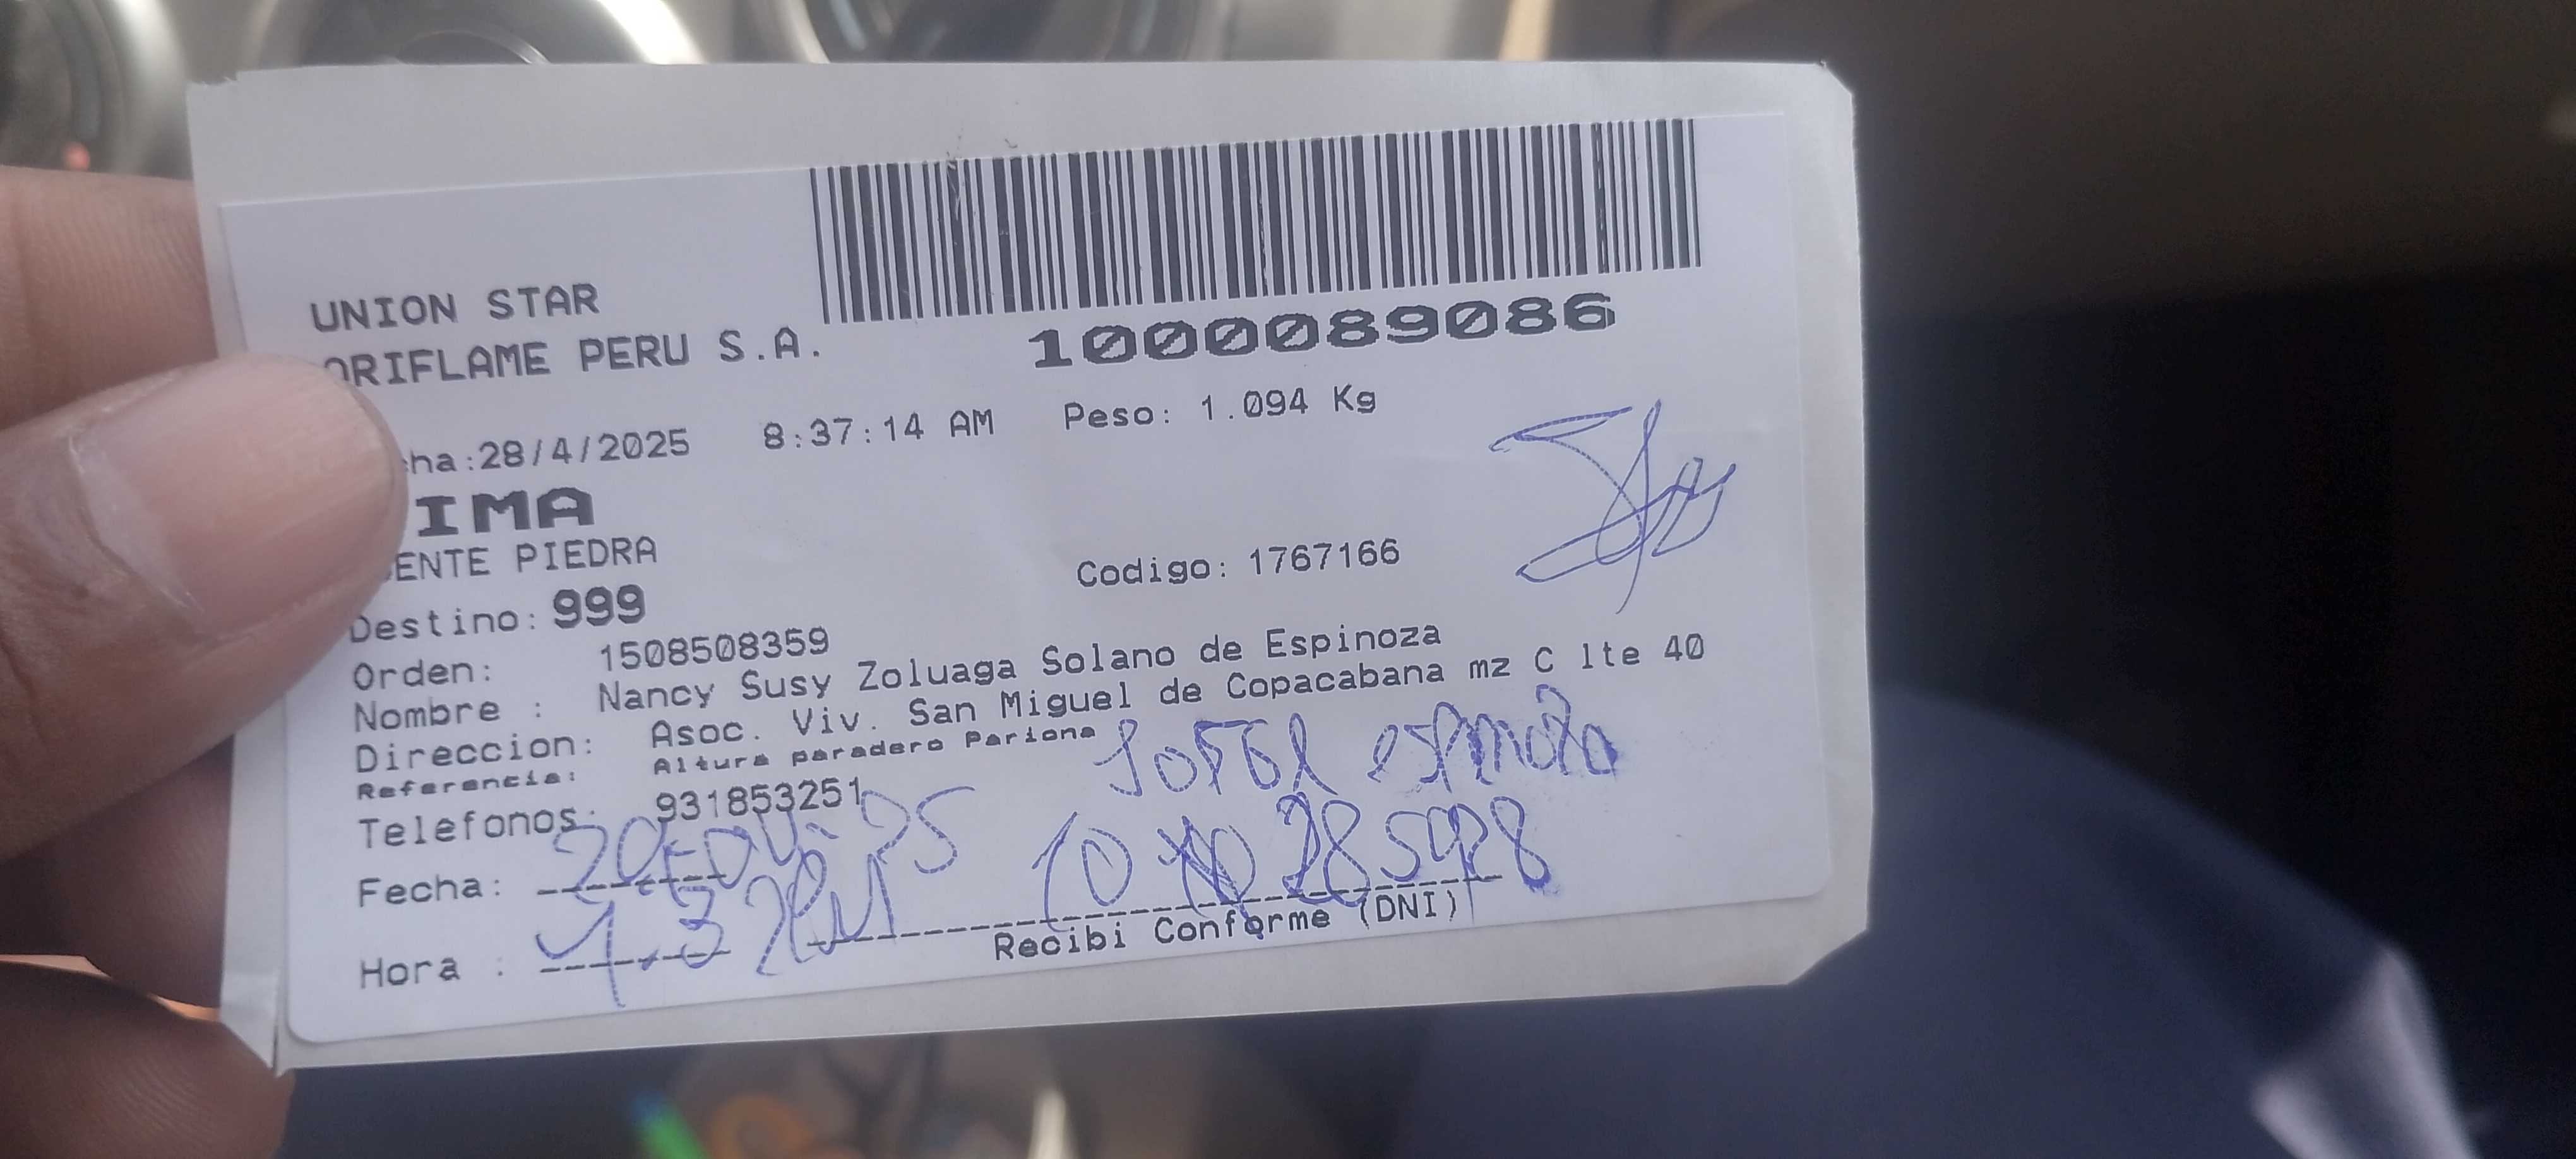 UNION STAR
ORIFLAME PERU S.A.
1000089086
ha:28/4/2025 8:37:14 AM Peso: 1.094 Kg
IMA
ENTE PIEDRA
Codigo: 1767166
Destino: 999
Orden: 1508508359
Nombre : Nancy Susy Zoluaga Solano de Espinoza
Direccion: Asoc. Viv. San Miguel de Copacabana mz C lte 40
Referencia: Altura paradero Pariona
Telefonos: 931853251
espinoza
Fecha:
Hora :
Recibi Conforme (DNI)